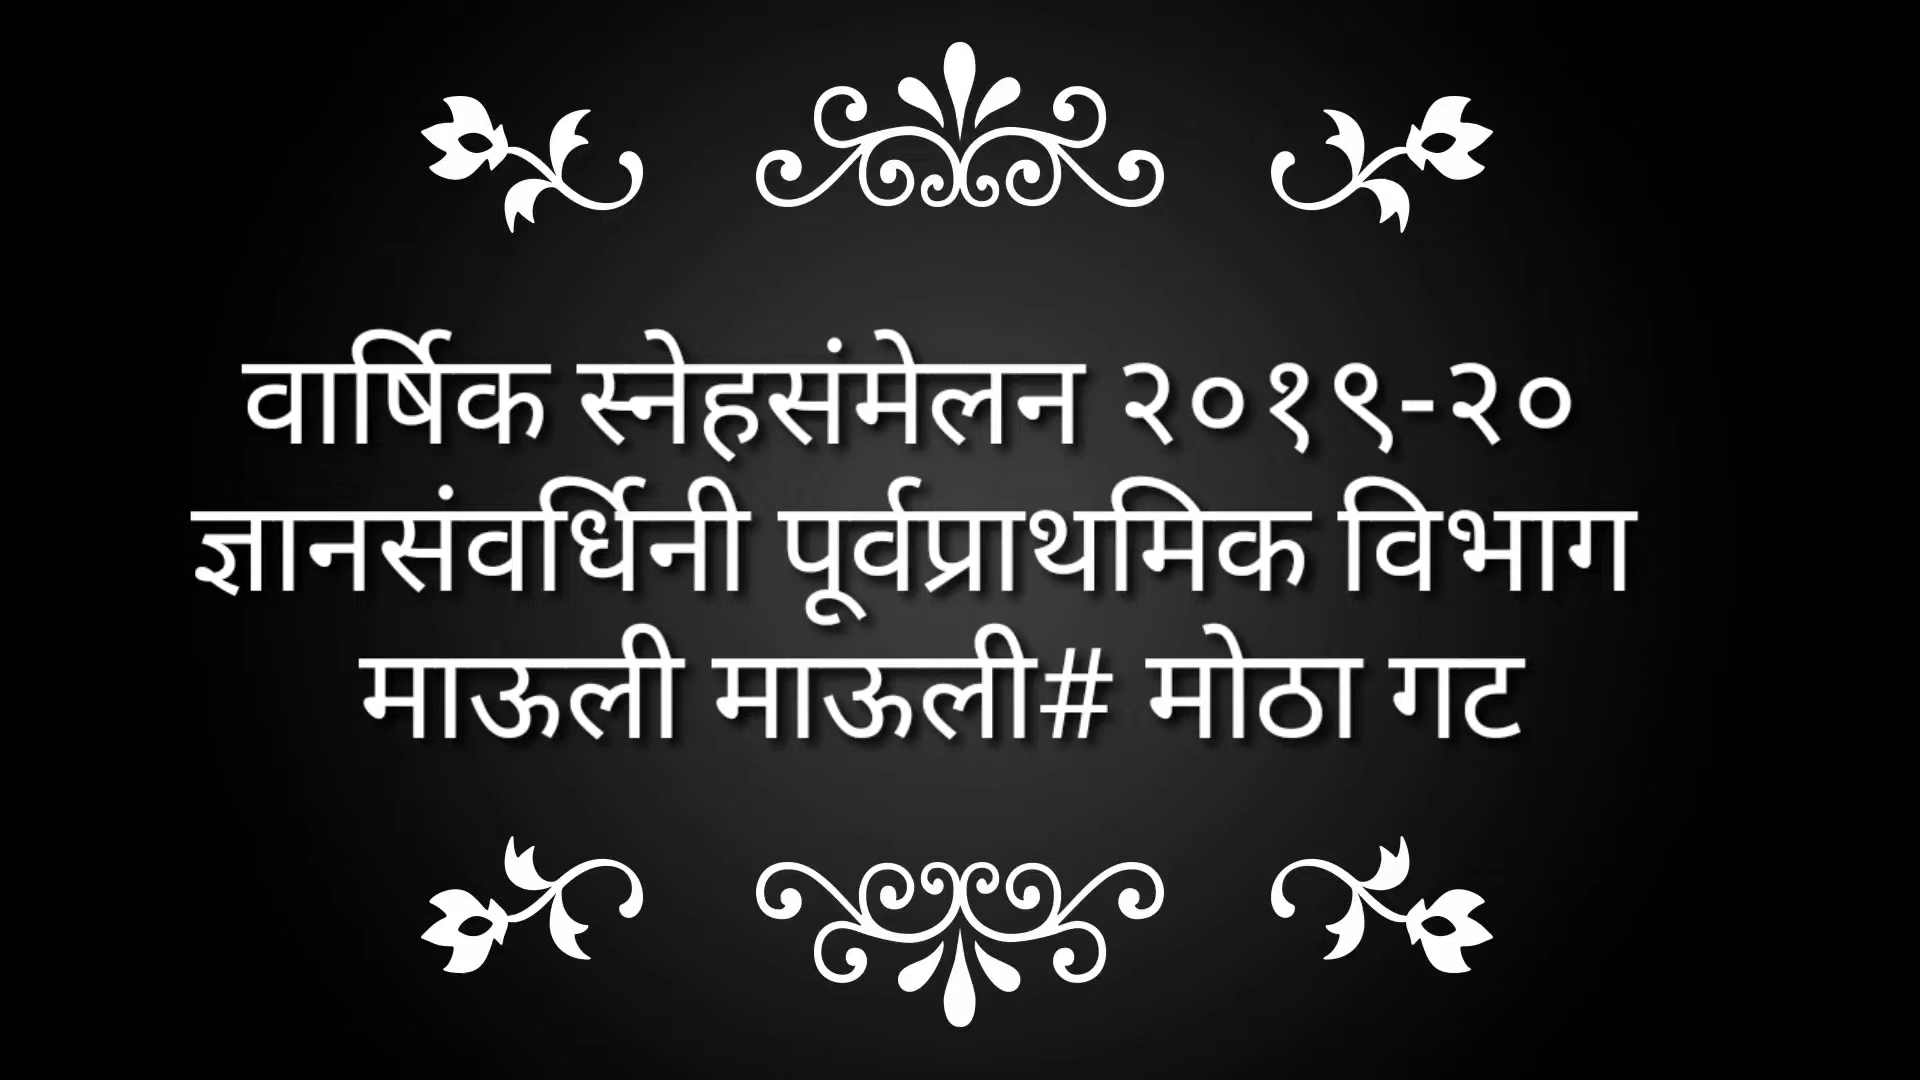 वार्षिक स्नेहसंमेलन २०१९-२०
ज्ञानसंवर्धिनी पूर्वप्राथमिक विभाग
माऊली माऊली# मोठा गट